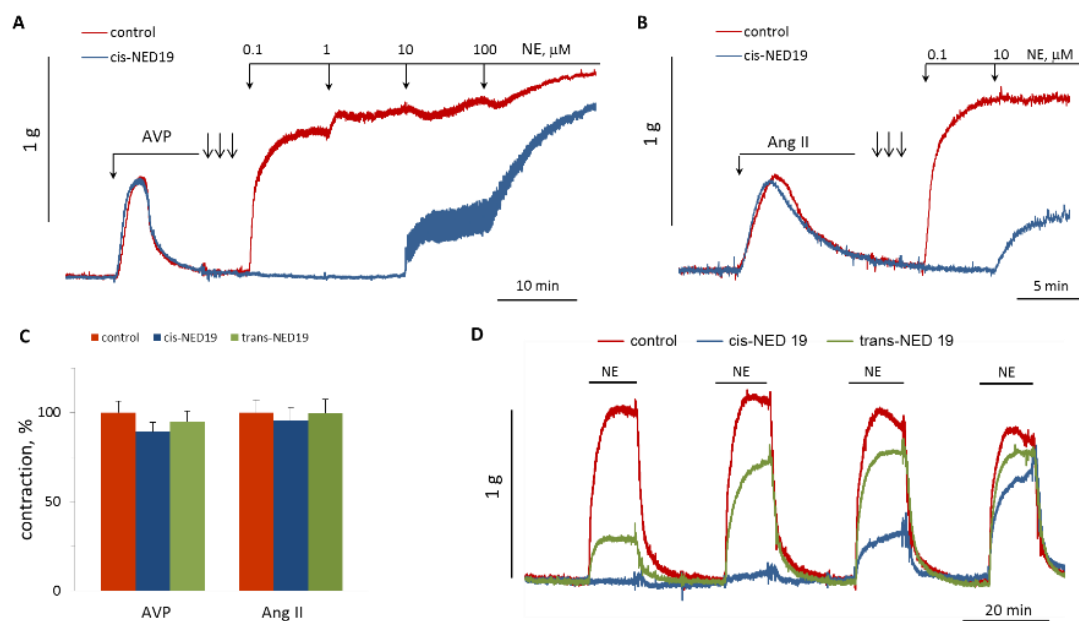 A
control
cis-NED19
0.1 1 10 100 NE, μM
1 g
AVP
10 min
B
control
cis-NED19
0.1 10 NE, μM
1 g
Ang II
5 min
C
control cis-NED19 trans-NED19
contraction, %
100
50
0
AVP Ang II
D
control cis-NED 19 trans-NED 19
NE NE NE NE
1 g
20 min